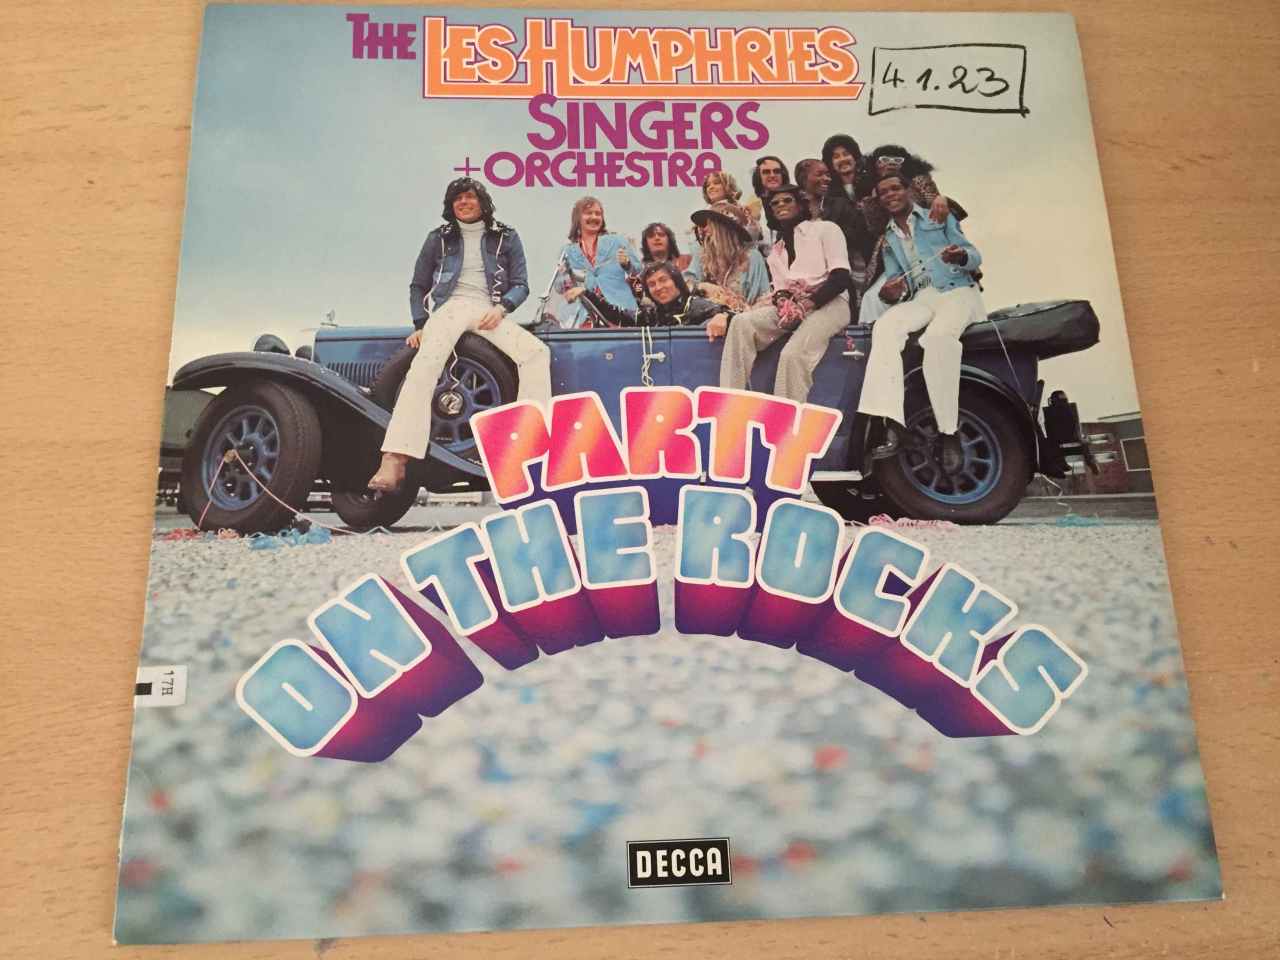 THE LES HUMPHRIES
SINGERS
+ORCHESTRA
4.1.23
PARTY
ON THE ROCKS
17H
DECCA